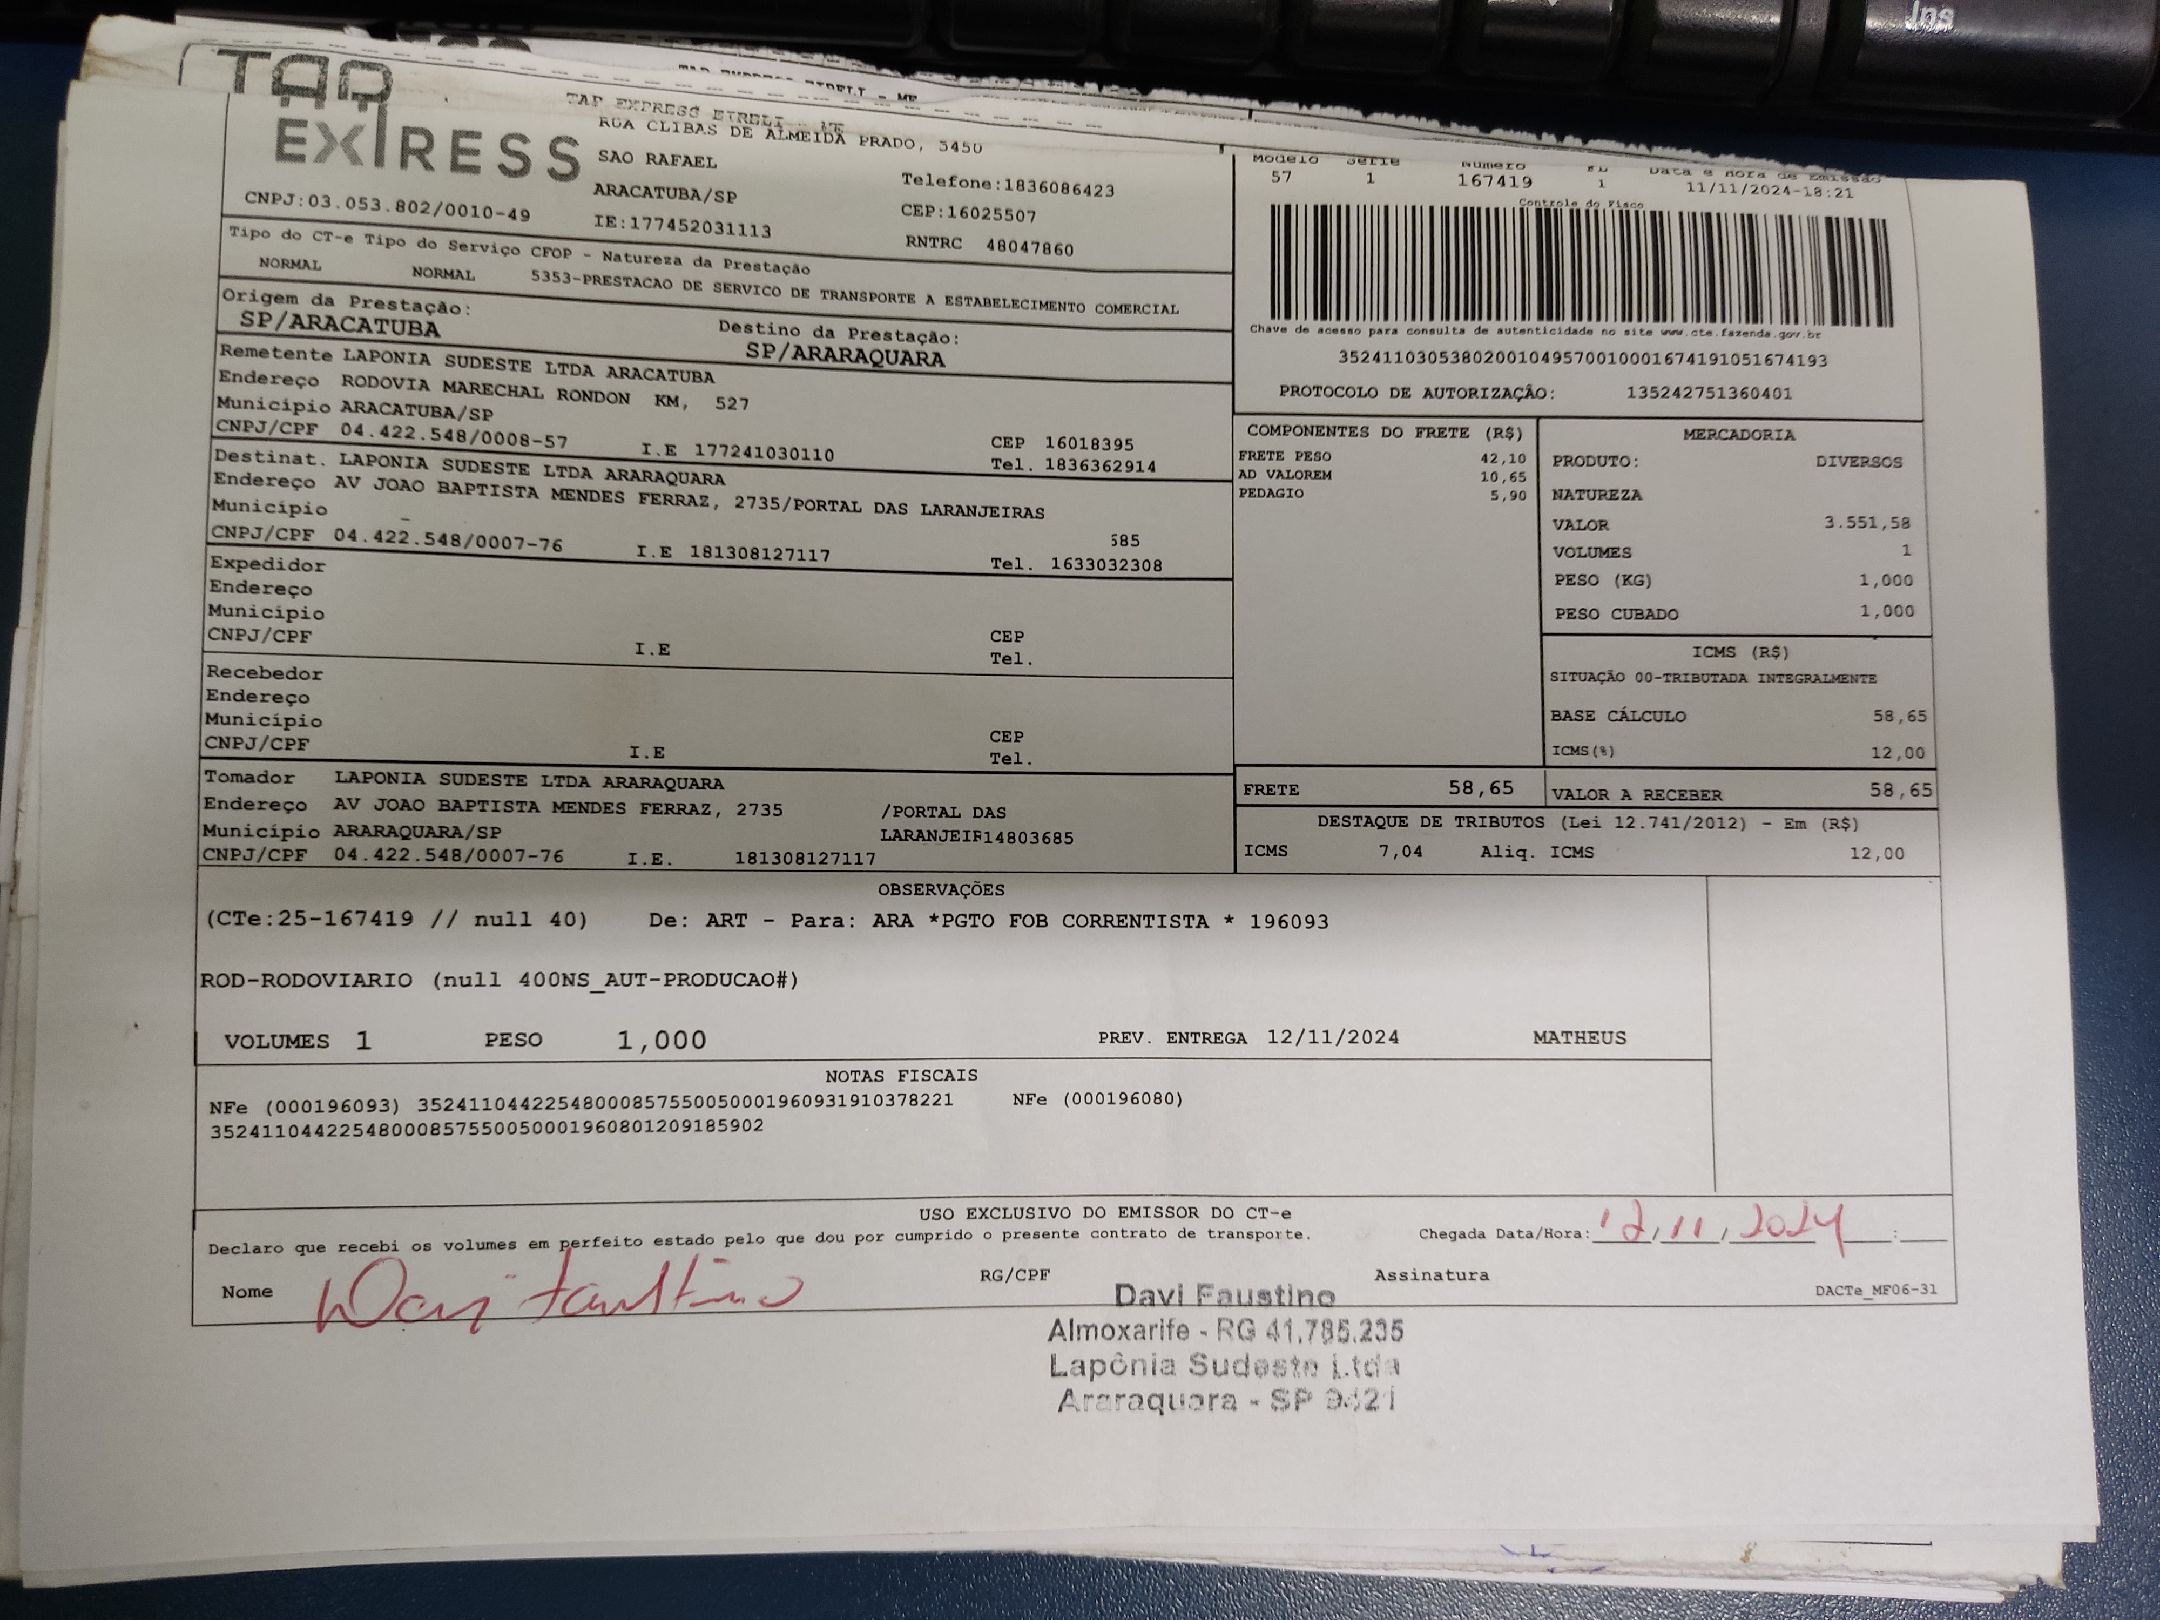 TAP
EXPRESS
TAP EXPRESS EIRELI - ME
RUA CLIBAS DE ALMEIDA PRADO, 5450
SAO RAFAEL
ARACATUBA/SP
IE:177452031113
Telefone:1836086423
CEP:16025507
RNTRC 48047860
CNPJ:03.053.802/0010-49
Tipo do CT-e Tipo do Serviço CFOP - Natureza da Prestação
NORMAL NORMAL 5353-PRESTACAO DE SERVICO DE TRANSPORTE A ESTABELECIMENTO COMERCIAL
Origem da Prestação:
SP/ARACATUBA
Destino da Prestação:
SP/ARARAQUARA
Modelo Serie Número FL Data e Hora de Emissão
57 1 167419 1 11/11/2024-18:21
Controle do Fisco
Chave de acesso para consulta de autenticidade no site www.cte.fazenda.gov.br
35241103053802001049570010001674191051674193
PROTOCOLO DE AUTORIZAÇÃO: 135242751360401
Remetente LAPONIA SUDESTE LTDA ARACATUBA
Endereço RODOVIA MARECHAL RONDON KM, 527
Município ARACATUBA/SP
CNPJ/CPF 04.422.548/0008-57 I.E 177241030110
CEP 16018395
Tel. 1836362914
Destinat. LAPONIA SUDESTE LTDA ARARAQUARA
Endereço AV JOAO BAPTISTA MENDES FERRAZ, 2735/PORTAL DAS LARANJEIRAS
Município
CNPJ/CPF 04.422.548/0007-76 I.E 181308127117
585
Tel. 1633032308
Expedidor
Endereço
Município
CNPJ/CPF I.E
CEP
Tel.
Recebedor
Endereço
Município
CNPJ/CPF I.E
CEP
Tel.
Tomador LAPONIA SUDESTE LTDA ARARAQUARA
Endereço AV JOAO BAPTISTA MENDES FERRAZ, 2735 /PORTAL DAS
Município ARARAQUARA/SP LARANJEIR14803685
CNPJ/CPF 04.422.548/0007-76 I.E. 181308127117
COMPONENTES DO FRETE (R$)
FRETE PESO 42,10
AD VALOREM 10,65
PEDAGIO 5,90
MERCADORIA
PRODUTO: DIVERSOS
NATUREZA
VALOR 3.551,58
VOLUMES 1
PESO (KG) 1,000
PESO CUBADO 1,000
ICMS (R$)
SITUAÇÃO 00-TRIBUTADA INTEGRALMENTE
BASE CÁLCULO 58,65
ICMS(%) 12,00
FRETE 58,65 VALOR A RECEBER 58,65
DESTAQUE DE TRIBUTOS (Lei 12.741/2012) - Em (R$)
ICMS 7,04 Aliq. ICMS 12,00
OBSERVAÇÕES
(CTe:25-167419 // null 40) De: ART - Para: ARA *PGTO FOB CORRENTISTA * 196093
ROD-RODOVIARIO (null 400NS_AUT-PRODUCAO#)
VOLUMES 1 PESO 1,000 PREV. ENTREGA 12/11/2024 MATHEUS
NOTAS FISCAIS
NFe (000196093) 35241104422548000857550050001960931910378221 NFe (000196080)
35241104422548000857550050001960801209185902
USO EXCLUSIVO DO EMISSOR DO CT-e
Declaro que recebi os volumes em perfeito estado pelo que dou por cumprido o presente contrato de transporte. Chegada Data/Hora: 12/11/2024 :
Nome Davi Faustino RG/CPF Assinatura
DACTe_MF06-31
Davi Faustino
Almoxarife - RG 41.785.235
Lapônia Sudeste Ltda
Araraquara - SP 9421
Ins